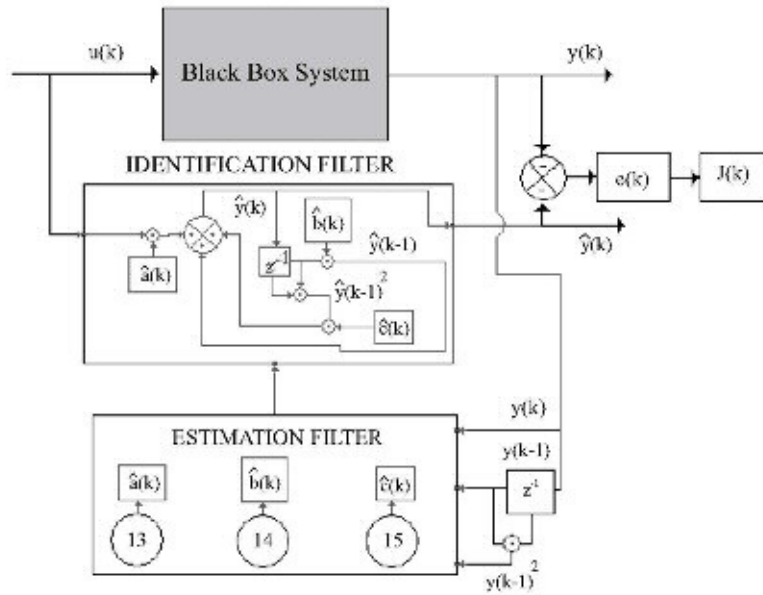 u(k)
Black Box System
y(k)
IDENTIFICATION FILTER
e(k)
J(k)
ŷ(k)
b̂(k)
ŷ(k-1)
ŷ(k)
â(k)
z⁻¹
ŷ(k-1)²
ĉ(k)
y(k)
ESTIMATION FILTER
y(k-1)
â(k)
b̂(k)
ĉ(k)
z⁻¹
13
14
15
y(k-1)²